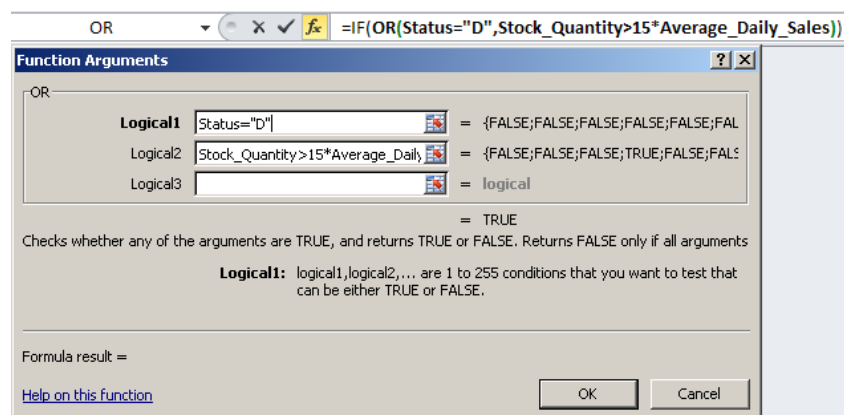 OR =IF(OR(Status="D",Stock_Quantity>15*Average_Daily_Sales))
Function Arguments
OR
Logical1 Status="D" = {FALSE;FALSE;FALSE;FALSE;FALSE;FAL
Logical2 Stock_Quantity>15*Average_Daily = {FALSE;FALSE;FALSE;TRUE;FALSE;FALS
Logical3 = logical
= TRUE
Checks whether any of the arguments are TRUE, and returns TRUE or FALSE. Returns FALSE only if all arguments
Logical1: logical1,logical2,... are 1 to 255 conditions that you want to test that
can be either TRUE or FALSE.
Formula result =
Help on this function OK Cancel